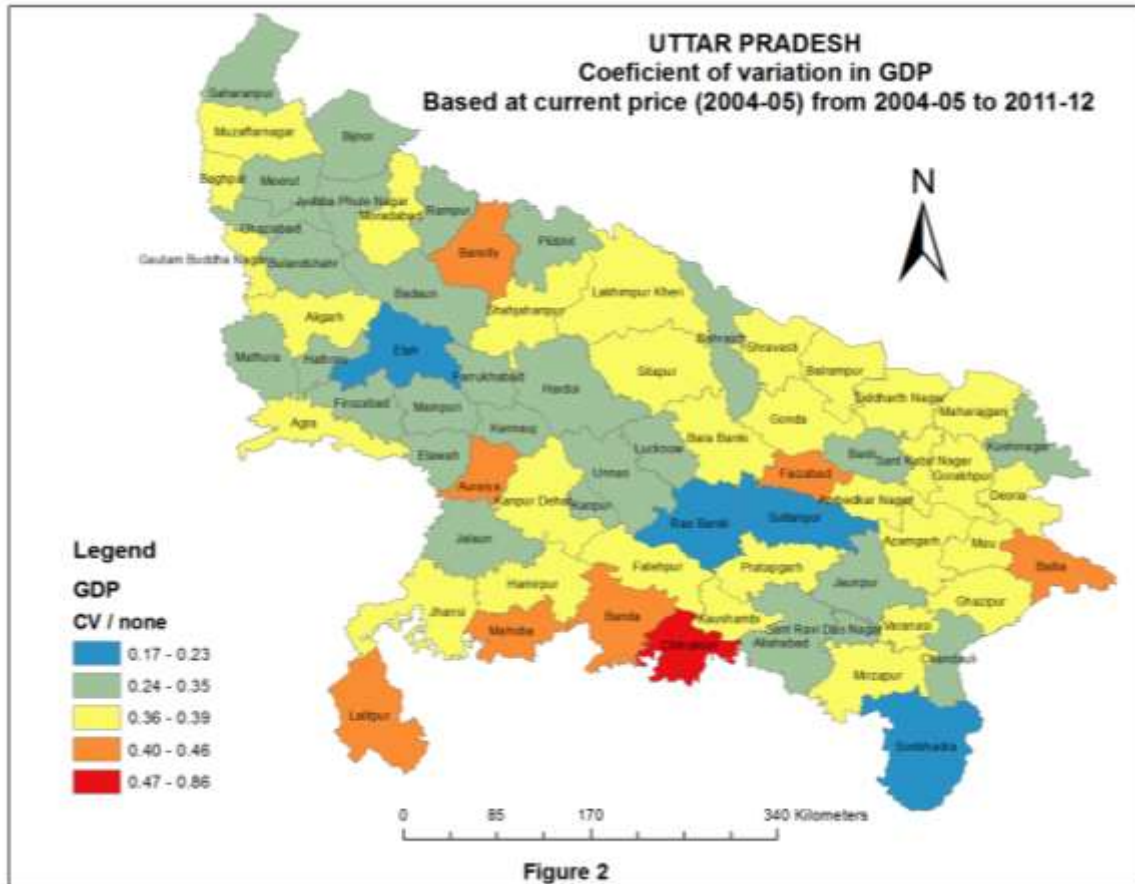 UTTAR PRADESH
Coeficient of variation in GDP
Based at current price (2004-05) from 2004-05 to 2011-12
N
Saharanpur
Muzaffarnagar
Bijnor
Baghpat
Meerut
Jyotiba Phule Nagar
Moradabad
Rampur
Ghaziabad
Bareilly
Pilibhit
Gautam Buddha Nagar
Bulandshahr
Lakhimpur Kheri
Badaun
Shahjahanpur
Aligarh
Bahraich
Shravasti
Mathura
Hathras
Etah
Balrampur
Sitapur
Farrukhabad
Hardoi
Siddharth Nagar
Maharajganj
Firozabad
Mainpuri
Agra
Gonda
Kannauj
Bara Banki
Kushinagar
Etawah
Lucknow
Basti
Sant Kabir Nagar
Unnao
Gorakhpur
Auraiya
Faizabad
Kanpur Dehat
Kanpur
Ambedkar Nagar
Deoria
Rae Bareli
Sultanpur
Jalaun
Azamgarh
Mau
Fatehpur
Pratapgarh
Ballia
Hamirpur
Jaunpur
Ghazipur
Jhansi
Mahoba
Banda
Kaushambi
Sant Ravi Das Nagar
Varanasi
Chitrakoot
Allahabad
Chandauli
Mirzapur
Lalitpur
Sonbhadra
Legend
GDP
CV / none
0.17 - 0.23
0.24 - 0.35
0.36 - 0.39
0.40 - 0.46
0.47 - 0.86
0 85 170 340 Kilometers
Figure 2